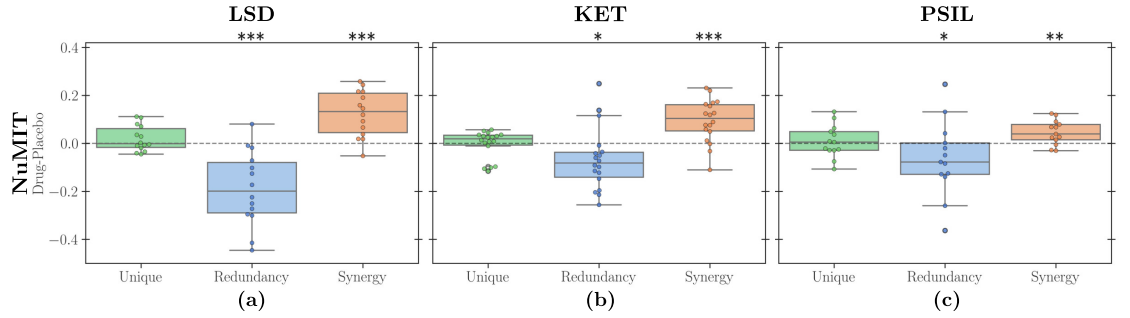 LSD KET PSIL
*** *** * *** * **
NuMIT
Drug-Placebo
0.4
0.2
0.0
−0.2
−0.4
Unique Redundancy Synergy Unique Redundancy Synergy Unique Redundancy Synergy
(a) (b) (c)